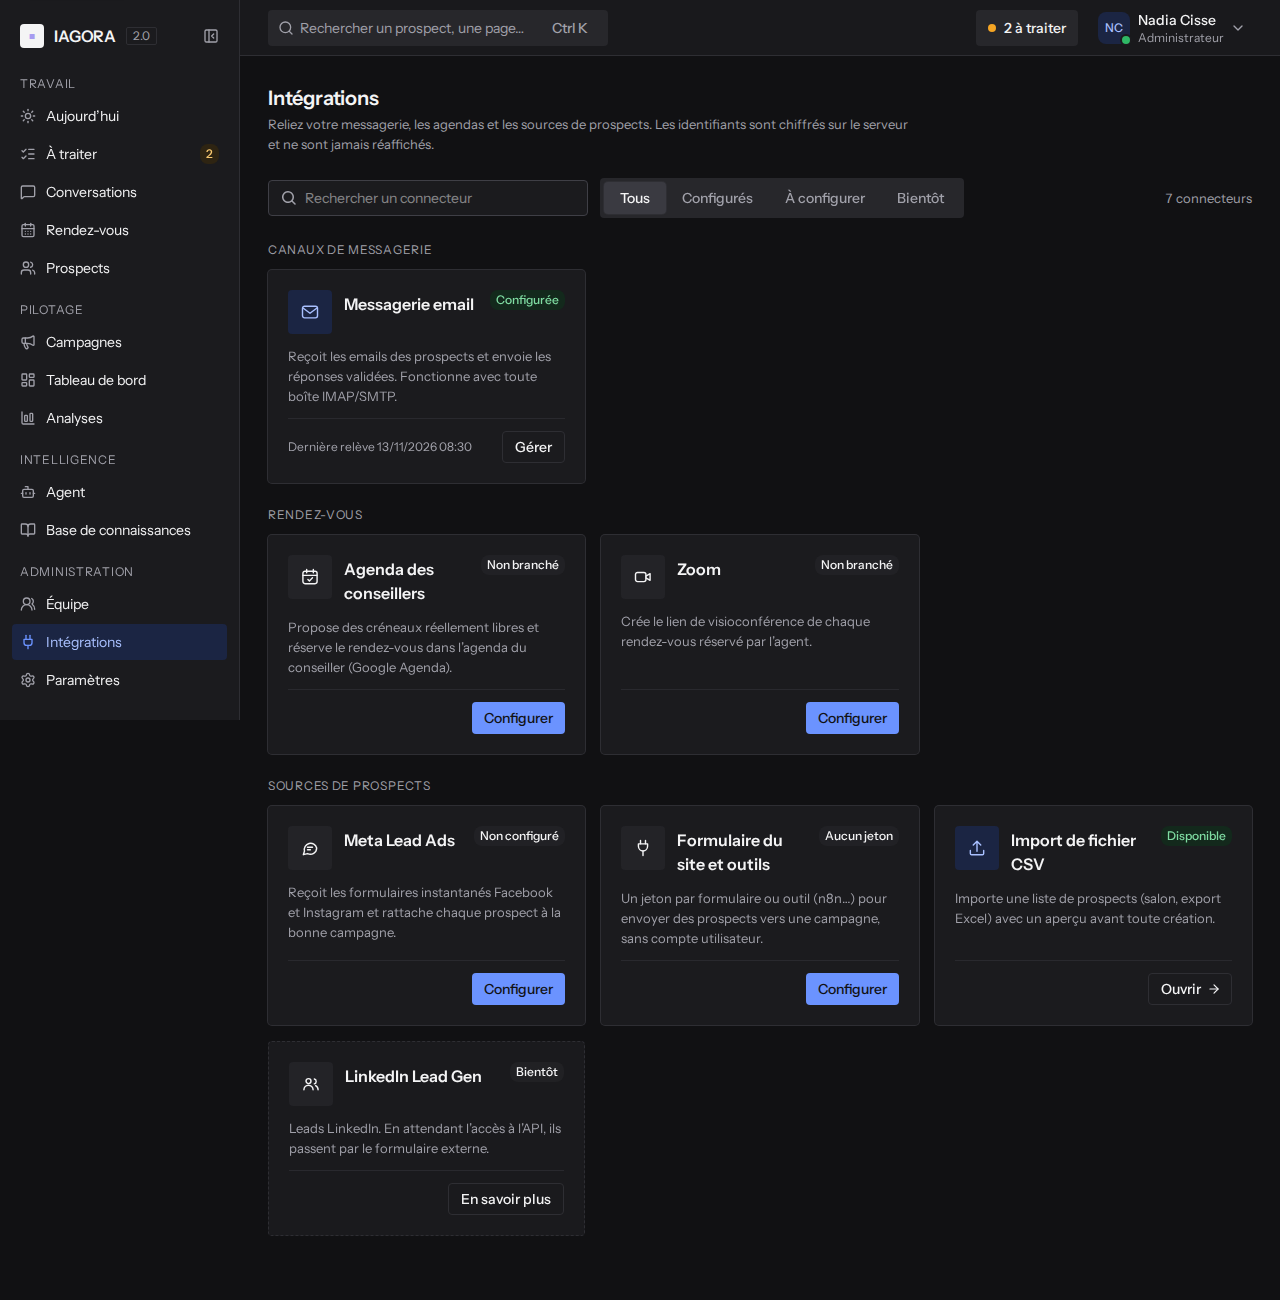 IAGORA 2.0
Rechercher un prospect, une page... Ctrl K
2 à traiter
NC
Nadia Cisse
Administrateur
TRAVAIL
Aujourd'hui
À traiter 2
Conversations
Rendez-vous
Prospects
PILOTAGE
Campagnes
Tableau de bord
Analyses
INTELLIGENCE
Agent
Base de connaissances
ADMINISTRATION
Équipe
Intégrations
Paramètres
Intégrations
Reliez votre messagerie, les agendas et les sources de prospects. Les identifiants sont chiffrés sur le serveur
et ne sont jamais réaffichés.
Rechercher un connecteur
Tous Configurés À configurer Bientôt
7 connecteurs
CANAUX DE MESSAGERIE
Messagerie email Configurée
Reçoit les emails des prospects et envoie les
réponses validées. Fonctionne avec toute
boîte IMAP/SMTP.
Dernière relève 13/11/2026 08:30 Gérer
RENDEZ-VOUS
Agenda des
conseillers
Non branché
Propose des créneaux réellement libres et
réserve le rendez-vous dans l'agenda du
conseiller (Google Agenda).
Configurer
Zoom Non branché
Crée le lien de visioconférence de chaque
rendez-vous réservé par l'agent.
Configurer
SOURCES DE PROSPECTS
Meta Lead Ads Non configuré
Reçoit les formulaires instantanés Facebook
et Instagram et rattache chaque prospect à la
bonne campagne.
Configurer
Formulaire du
site et outils
Aucun jeton
Un jeton par formulaire ou outil (n8n…) pour
envoyer des prospects vers une campagne,
sans compte utilisateur.
Configurer
Import de fichier
CSV
Disponible
Importe une liste de prospects (salon, export
Excel) avec un aperçu avant toute création.
Ouvrir →
LinkedIn Lead Gen Bientôt
Leads LinkedIn. En attendant l'accès à l'API, ils
passent par le formulaire externe.
En savoir plus